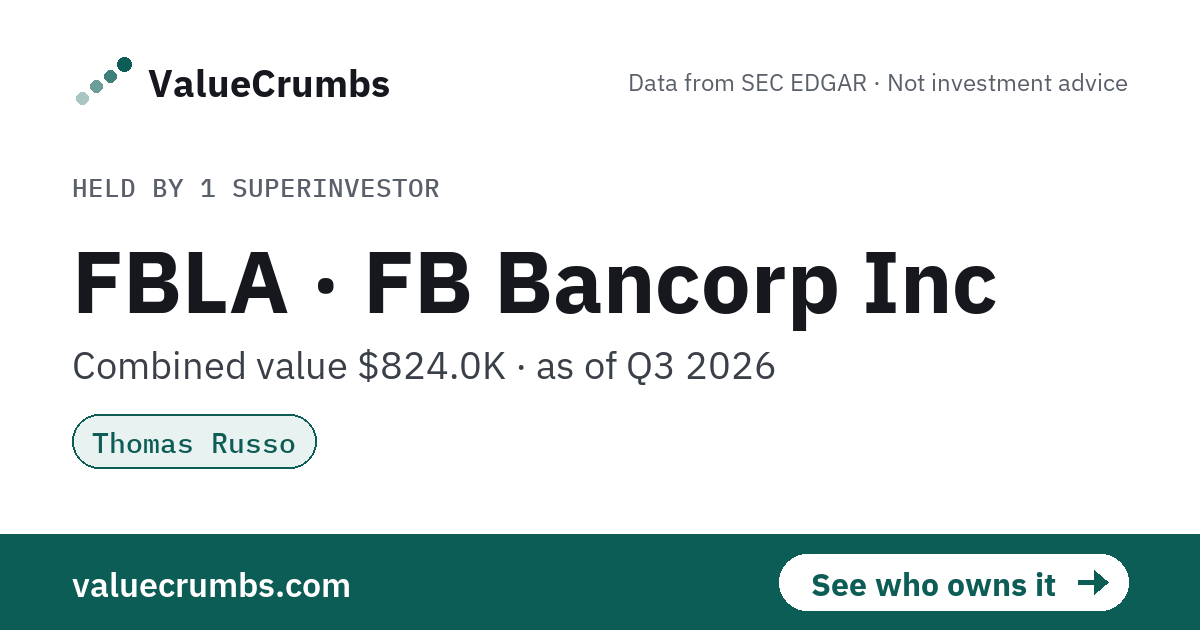 ValueCrumbs
Data from SEC EDGAR · Not investment advice
HELD BY 1 SUPERINVESTOR
FBLA · FB Bancorp Inc
Combined value $824.0K · as of Q3 2026
Thomas Russo
valuecrumbs.com
See who owns it →